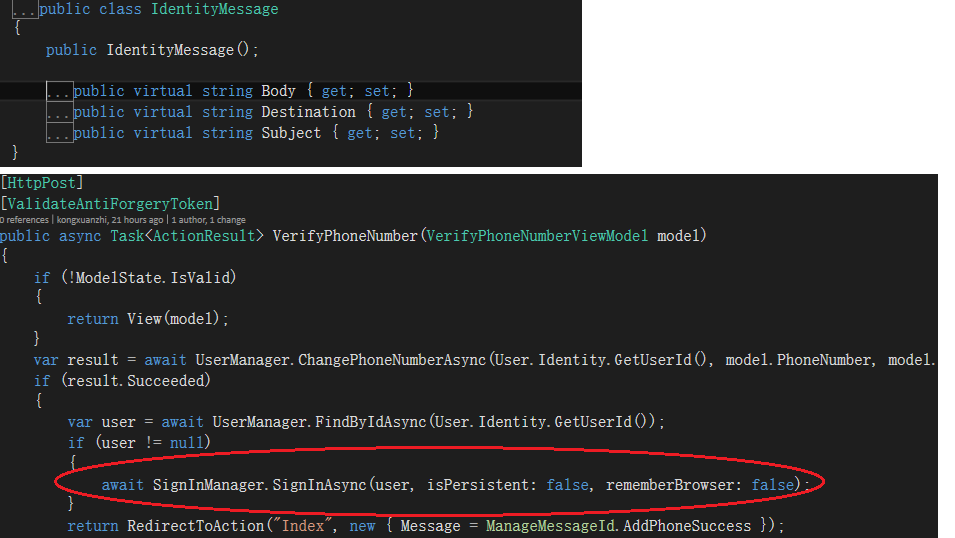 ...public class IdentityMessage
{
public IdentityMessage();
...public virtual string Body { get; set; }
...public virtual string Destination { get; set; }
...public virtual string Subject { get; set; }
}
[HttpPost]
[ValidateAntiForgeryToken]
0 references | kongxuanzhi, 21 hours ago | 1 author, 1 change
public async Task<ActionResult> VerifyPhoneNumber(VerifyPhoneNumberViewModel model)
{
if (!ModelState.IsValid)
{
return View(model);
}
var result = await UserManager.ChangePhoneNumberAsync(User.Identity.GetUserId(), model.PhoneNumber, model.
if (result.Succeeded)
{
var user = await UserManager.FindByIdAsync(User.Identity.GetUserId());
if (user != null)
{
await SignInManager.SignInAsync(user, isPersistent: false, rememberBrowser: false);
}
return RedirectToAction("Index", new { Message = ManageMessageId.AddPhoneSuccess });